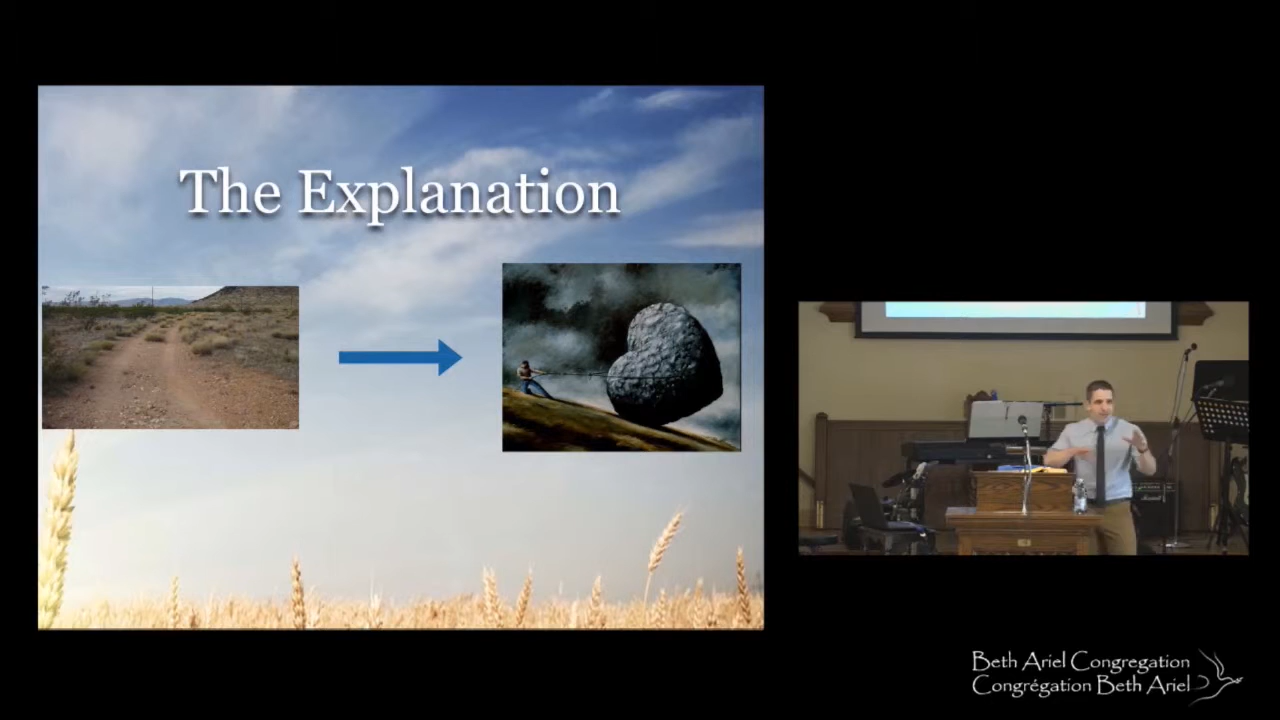 The Explanation
Beth Ariel Congregation
Congrégation Beth Ariel